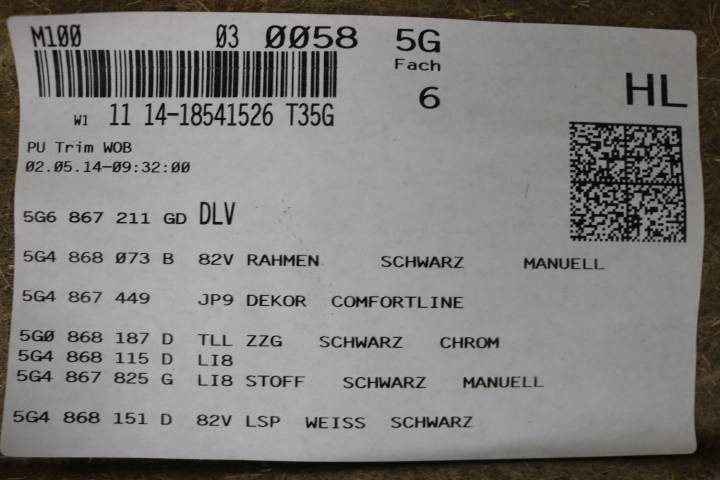 M100 03 0058 5G
Fach
6
HL
W1 11 14-18541526 T35G
PU Trim WOB
02.05.14-09:32:00
5G6 867 211 GD DLV
5G4 868 073 B 82V RAHMEN SCHWARZ MANUELL
5G4 867 449 JP9 DEKOR COMFORTLINE
5G0 868 187 D TLL ZZG SCHWARZ CHROM
5G4 868 115 D LI8
5G4 867 825 G LI8 STOFF SCHWARZ MANUELL
5G4 868 151 D 82V LSP WEISS SCHWARZ